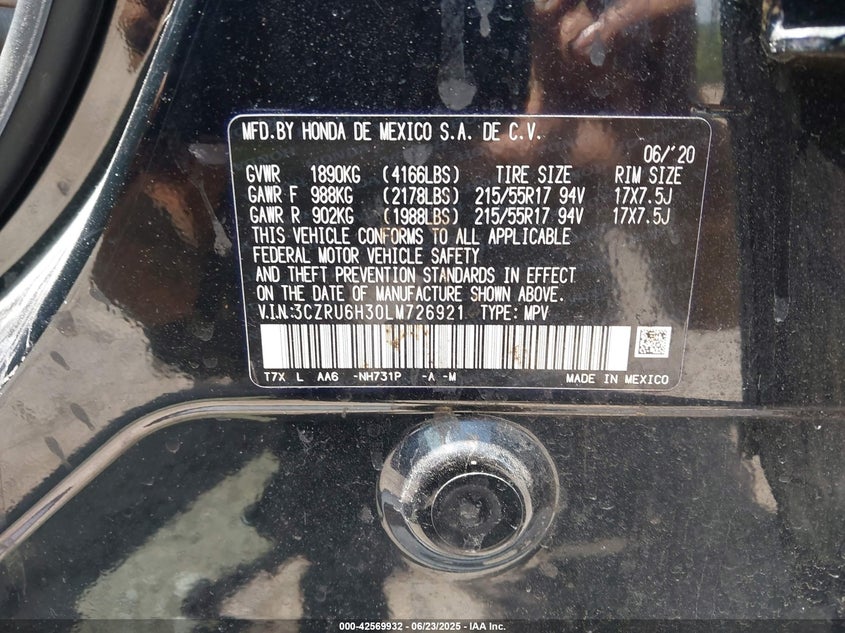 MFD.BY HONDA DE MEXICO S.A. DE C.V.
06/'20
GVWR 1890KG (4166LBS) TIRE SIZE RIM SIZE
GAWR F 988KG (2178LBS) 215/55R17 94V 17X7.5J
GAWR R 902KG (1988LBS) 215/55R17 94V 17X7.5J
THIS VEHICLE CONFORMS TO ALL APPLICABLE
FEDERAL MOTOR VEHICLE SAFETY
AND THEFT PREVENTION STANDARDS IN EFFECT
ON THE DATE OF MANUFACTURE SHOWN ABOVE.
V.I.N:3CZRU6H30LM726921 TYPE: MPV
T7X L AA6 -NH731P -A -M MADE IN MEXICO
000-42569932 - 06/23/2025 - IAA Inc.